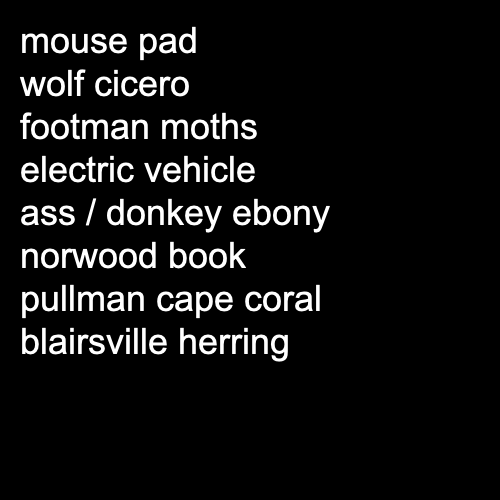 mouse pad
wolf cicero
footman moths
electric vehicle
ass / donkey ebony
norwood book
pullman cape coral
blairsville herring